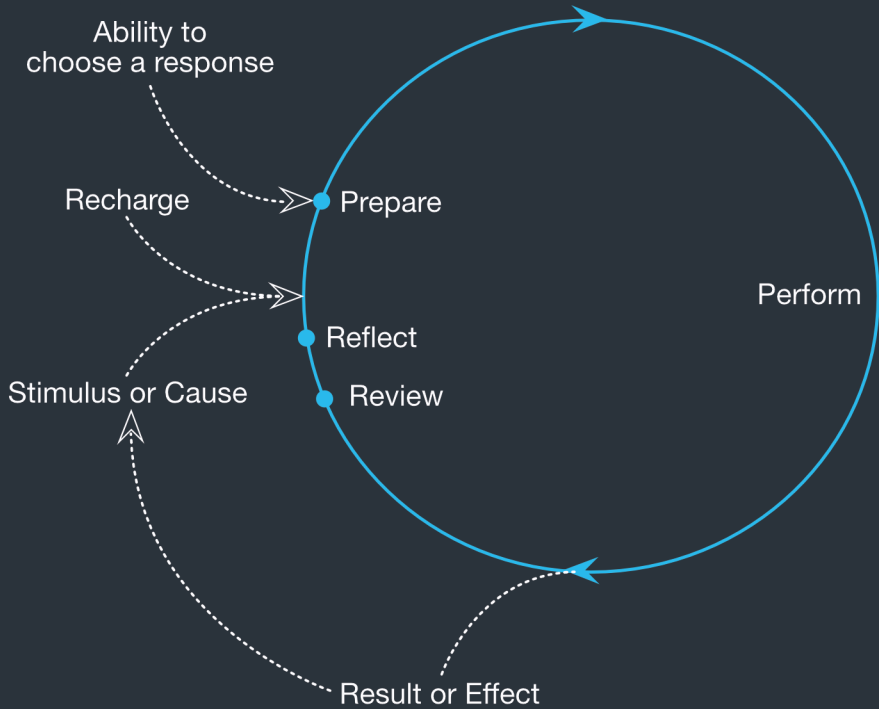 Ability to
choose a response
Recharge
Prepare
Perform
Reflect
Stimulus or Cause
Review
Result or Effect